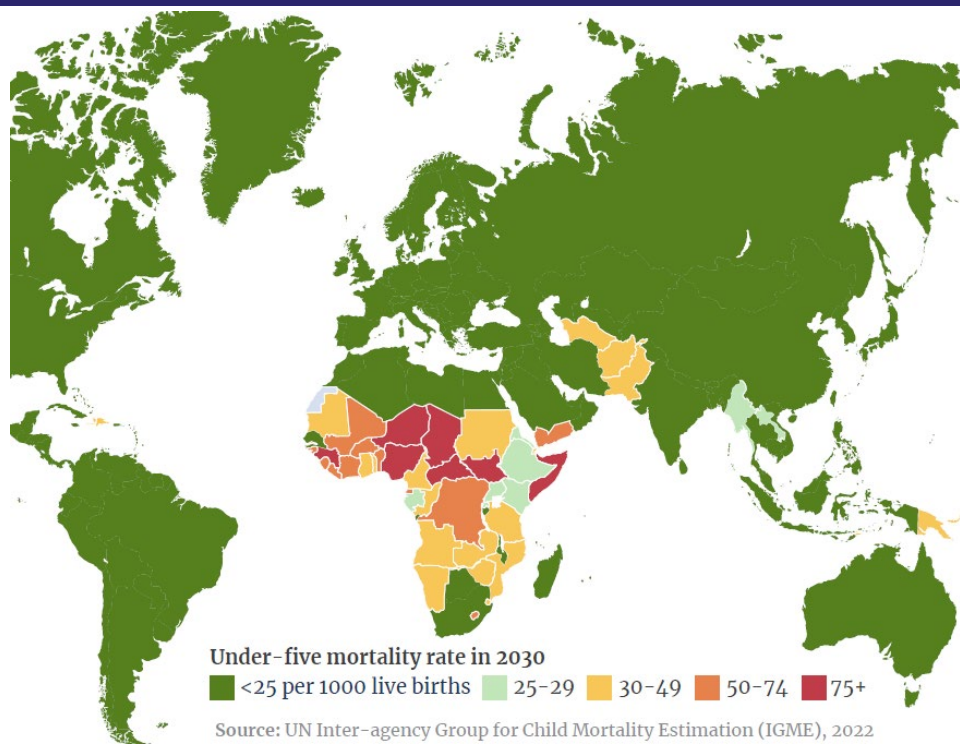 Under-five mortality rate in 2030
<25 per 1000 live births 25-29 30-49 50-74 75+
Source: UN Inter-agency Group for Child Mortality Estimation (IGME), 2022